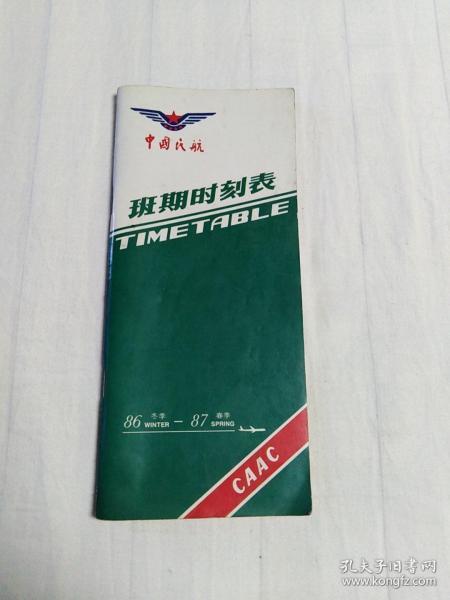 中国民航
班期时刻表
TIMETABLE
86 冬季 WINTER — 87 春季 SPRING
CAAC
孔夫子旧书网
www.kongfz.com